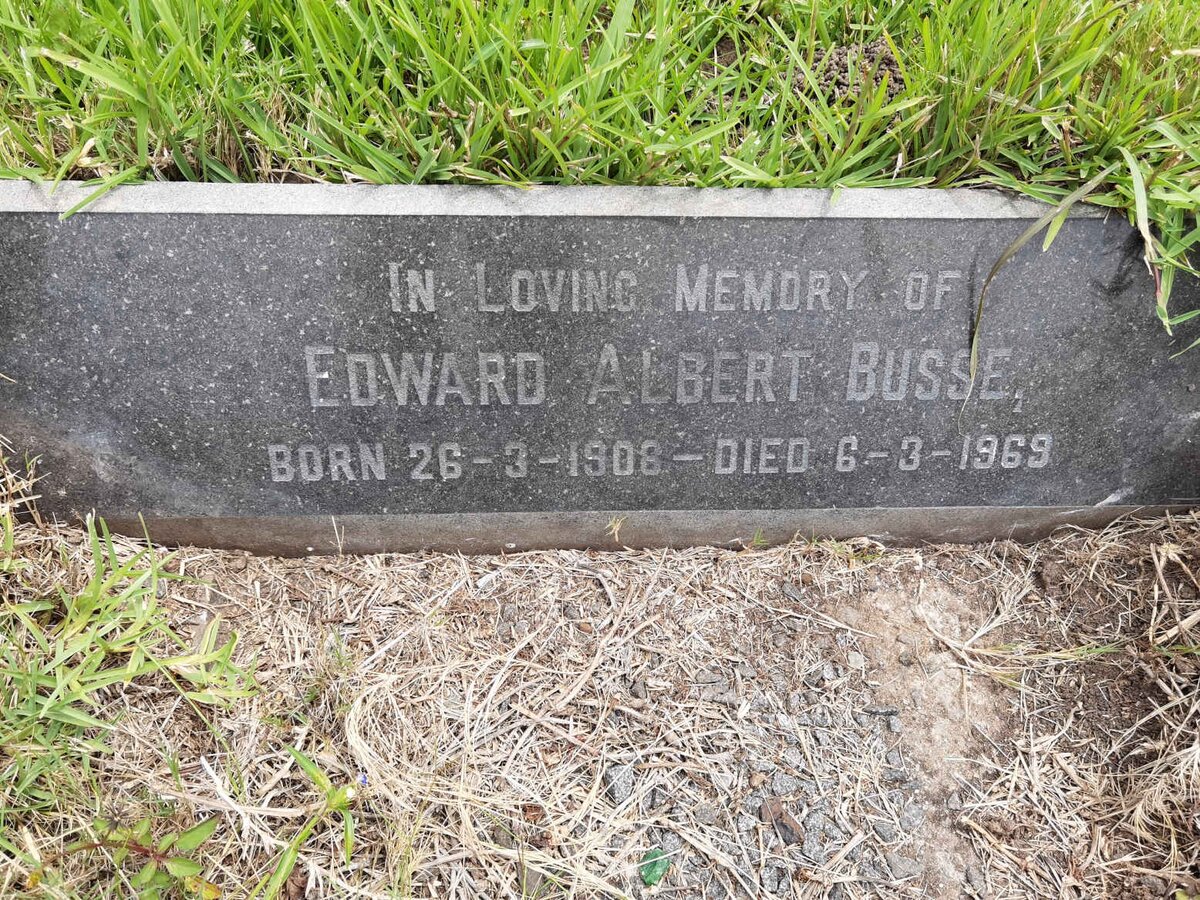 IN LOVING MEMORY OF
EDWARD ALBERT BUSSE,
BORN 26-3-1908 - DIED 6-3-1969